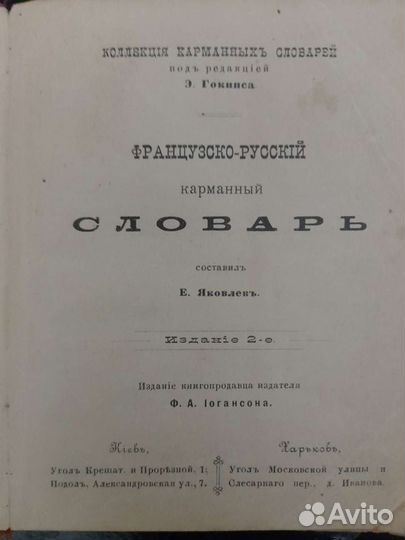 КОЛЛЕКЦІЯ КАРМАННЫХЪ СЛОВАРЕЙ
подъ редакціей
Э. Гокинса
ФРАНЦУЗСКО-РУССКІЙ
карманный
СЛОВАРЬ
составилъ
Е. Яковлевъ.
Изданіе 2-е.
Изданіе книгопродавца издателя
Ф. А. Іогансона.
Кіевъ,
Уголъ Крещат. и Прорѣзной, 1;
Подолъ, Александровская ул., 7.
Харьковъ,
Уголъ Московской улицы и
Слесарнаго пер., д. Иванова.
Avito